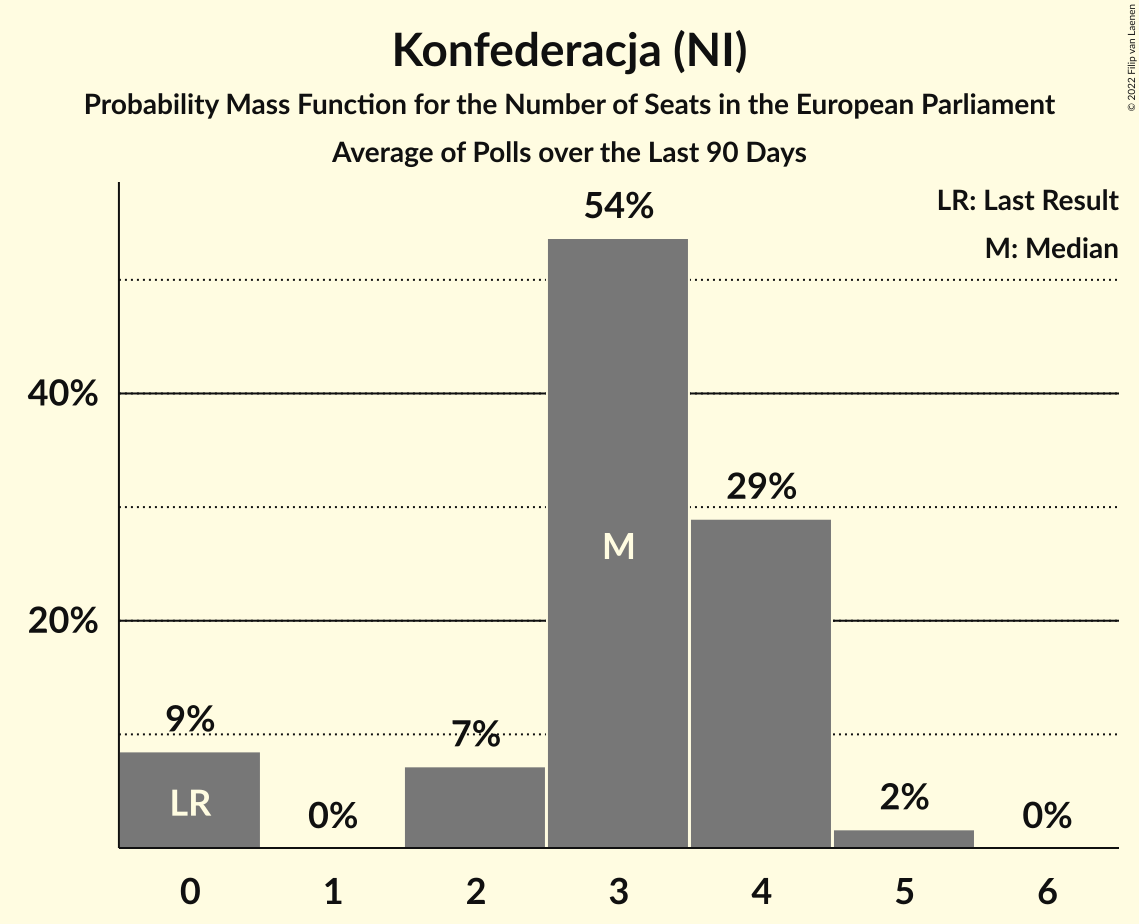 Konfederacja (NI)
Probability Mass Function for the Number of Seats in the European Parliament
Average of Polls over the Last 90 Days
© 2022 Filip van Laenen
LR: Last Result
M: Median
54%
40%
29%
M
20%
9%
7%
LR
0%
2%
0%
0 1 2 3 4 5 6